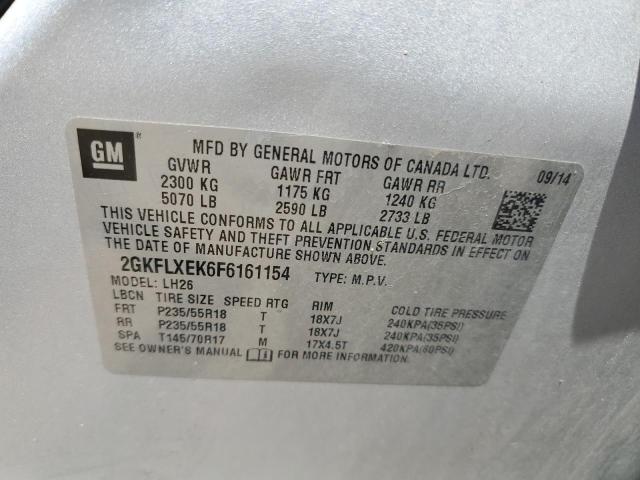 GM
MFD BY GENERAL MOTORS OF CANADA LTD.
09/14
GVWR GAWR FRT GAWR RR
2300 KG 1175 KG 1240 KG
5070 LB 2590 LB 2733 LB
THIS VEHICLE CONFORMS TO ALL APPLICABLE U.S. FEDERAL MOTOR
VEHICLE SAFETY AND THEFT PREVENTION STANDARDS IN EFFECT ON
THE DATE OF MANUFACTURE SHOWN ABOVE.
2GKFLXEK6F6161154 TYPE: M.P.V.
MODEL: LH26
LBCN TIRE SIZE SPEED RTG RIM COLD TIRE PRESSURE
FRT P235/55R18 T 18X7J 240KPA(35PSI)
RR P235/55R18 T 18X7J 240KPA(35PSI)
SPA T145/70R17 M 17X4.5T 420KPA(60PSI)
SEE OWNER'S MANUAL FOR MORE INFORMATION